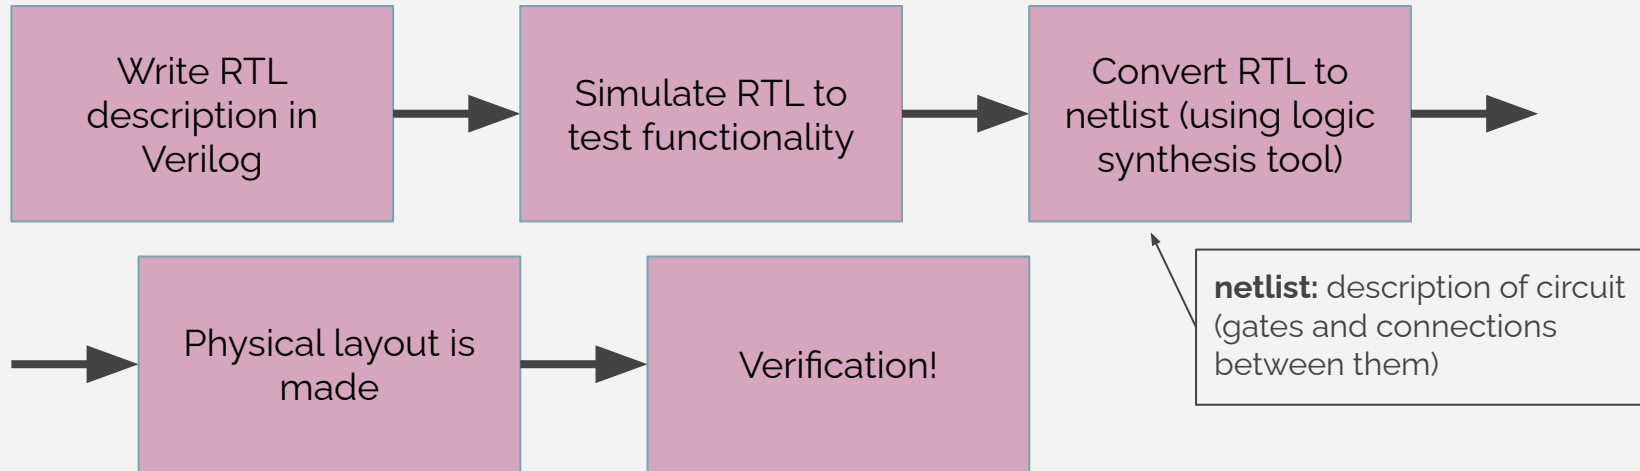 Write RTL
description in
Verilog
Simulate RTL to
test functionality
Convert RTL to
netlist (using logic
synthesis tool)
netlist: description of circuit
(gates and connections
between them)
Physical layout is
made
Verification!